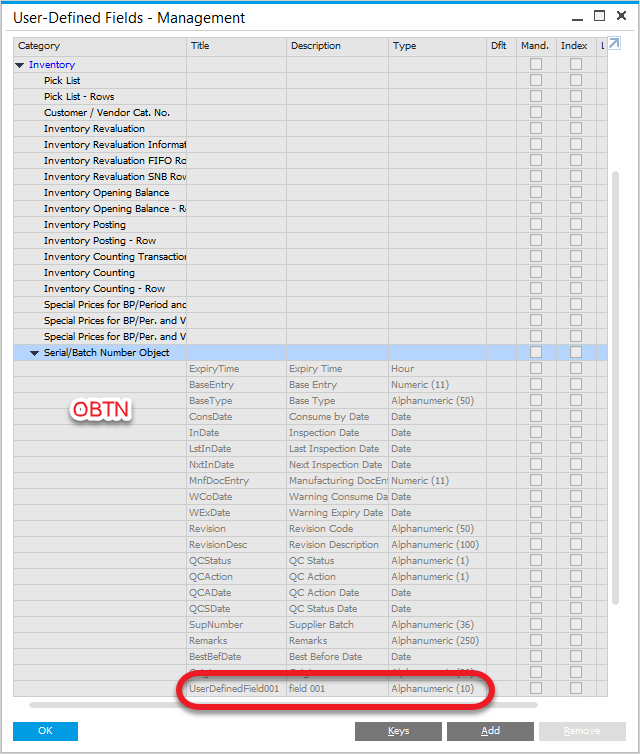 User-Defined Fields - Management
Category Title Description Type Dflt Mand. Index L
Inventory
Pick List
Pick List - Rows
Customer / Vendor Cat. No.
Inventory Revaluation
Inventory Revaluation Informat
Inventory Revaluation FIFO Ro
Inventory Revaluation SNB Row
Inventory Opening Balance
Inventory Opening Balance - Ro
Inventory Posting
Inventory Posting - Row
Inventory Counting Transaction
Inventory Counting
Inventory Counting - Row
Special Prices for BP/Period and
Special Prices for BP/Per. and V
Special Prices for BP/Per. and V
Serial/Batch Number Object
ExpiryTime Expiry Time Hour
BaseEntry Base Entry Numeric (11)
BaseType Base Type Alphanumeric (50)
OBTN
ConsDate Consume by Date Date
InDate Inspection Date Date
LstInDate Last Inspection Date Date
NxtInDate Next Inspection Date Date
MnfDocEntry Manufacturing DocEnt Numeric (11)
WCoDate Warning Consume Da Date
WExDate Warning Expiry Date Date
Revision Revision Code Alphanumeric (50)
RevisionDesc Revision Description Alphanumeric (100)
QCStatus QC Status Alphanumeric (1)
QCAction QC Action Alphanumeric (1)
QCADate QC Action Date Date
QCSDate QC Status Date Date
SupNumber Supplier Batch Alphanumeric (36)
Remarks Remarks Alphanumeric (250)
BestBefDate Best Before Date Date
UserDefinedField001 field 001 Alphanumeric (10)
OK Keys Add Remove